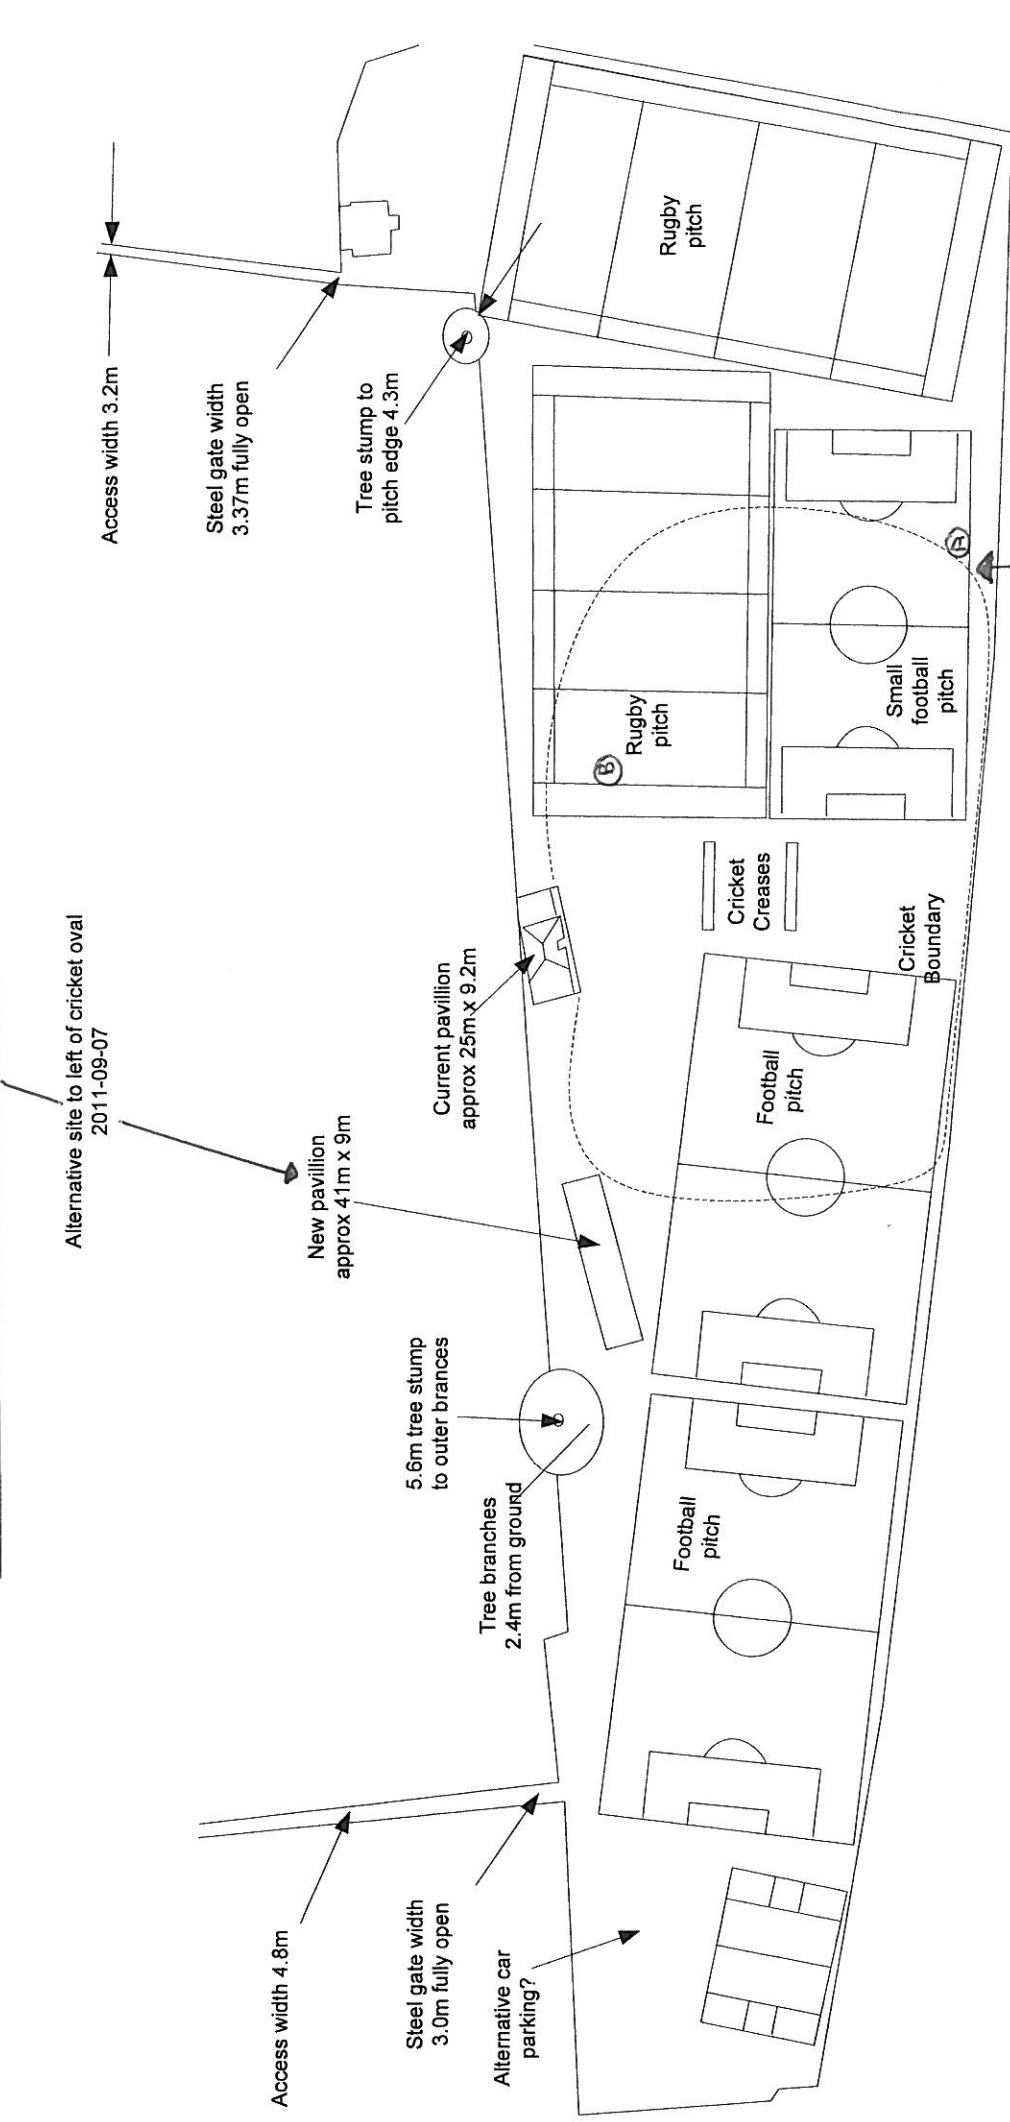 Alternative site to left of cricket oval
2011-09-07
Access width 4.8m
Steel gate width
3.0m fully open
Alternative car
parking?
Tree branches
2.4m from ground
5.6m tree stump
to outer brances
New pavillion
approx 41m x 9m
Current pavillion
approx 25m x 9.2m
Tree stump to
pitch edge 4.3m
Steel gate width
3.37m fully open
Access width 3.2m
Football
pitch
Football
pitch
Cricket
Creases
Cricket
Boundary
Rugby
pitch
B
Small
football
pitch
A
Rugby
pitch